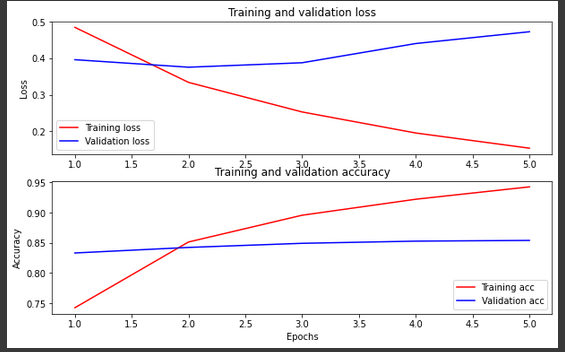 Training and validation loss
0.5
0.4
0.3
0.2
Loss
Training loss
Validation loss
1.0 1.5 2.0 2.5 3.0 3.5 4.0 4.5 5.0
Training and validation accuracy
0.95
0.90
0.85
0.80
0.75
Accuracy
Training acc
Validation acc
1.0 1.5 2.0 2.5 3.0 3.5 4.0 4.5 5.0
Epochs